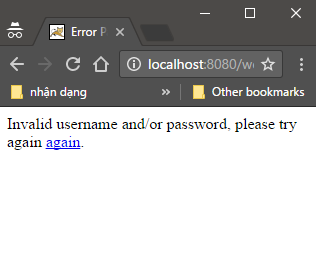 Error P
localhost:8080/w
nhận dạng
Other bookmarks
Invalid username and/or password, please try
again again.